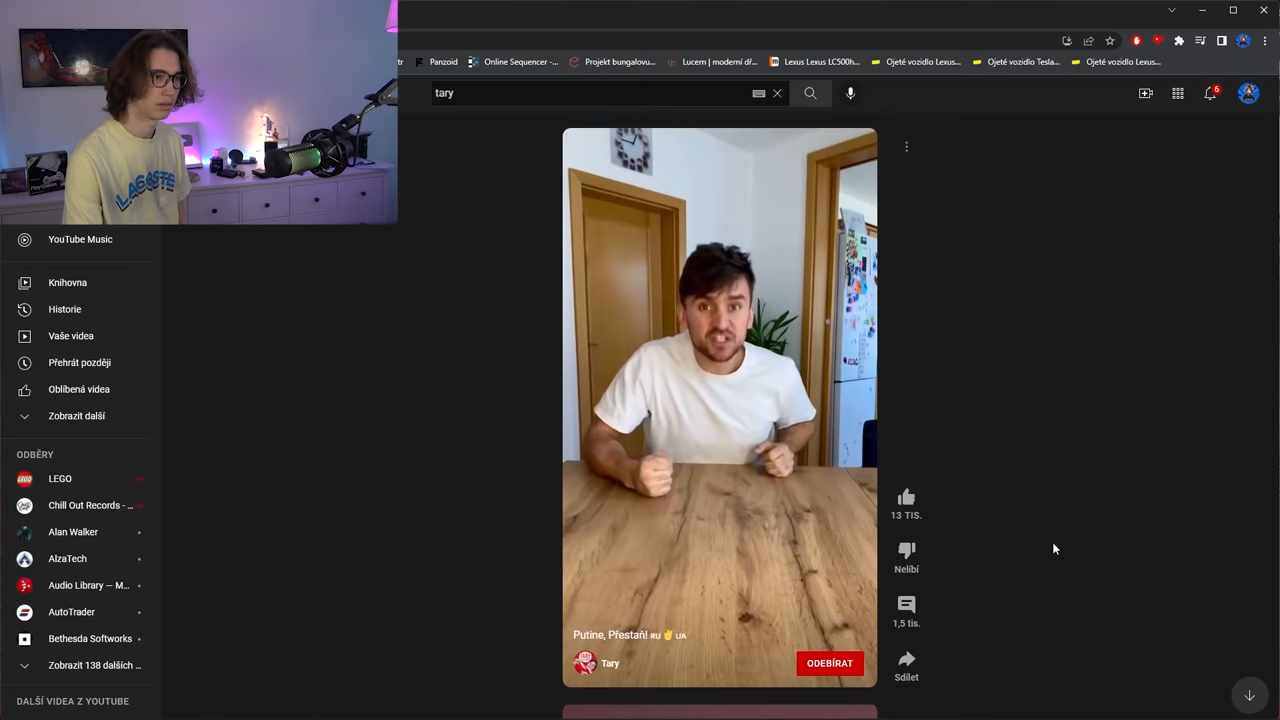 tr
Panzoid
Online Sequencer -...
Projekt bungalovu...
Lucern | moderní dř...
Lexus Lexus LC500h...
Ojeté vozidlo Lexus...
Ojeté vozidlo Tesla...
Ojeté vozidlo Lexus...
tary
6
LACOSTE
YouTube Music
Knihovna
Historie
Vaše videa
Přehrát později
Oblíbená videa
Zobrazit další
ODBĚRY
LEGO
Chill Out Records - ...
Alan Walker
AlzaTech
Audio Library — M...
AutoTrader
Bethesda Softworks
Zobrazit 138 dalších ...
DALŠÍ VIDEA Z YOUTUBE
13 TIS.
Nelíbí
1,5 tis.
Sdílet
Putine, Přestaň! RU✌️UA
Tary
ODEBÍRAT